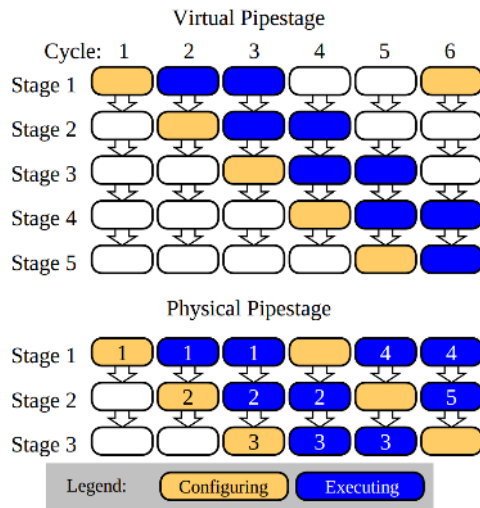 Virtual Pipestage
Cycle: 1 2 3 4 5 6
Stage 1
Stage 2
Stage 3
Stage 4
Stage 5
Physical Pipestage
Stage 1 1 1 1 4 4
Stage 2 2 2 2 5
Stage 3 3 3 3
Legend: Configuring Executing